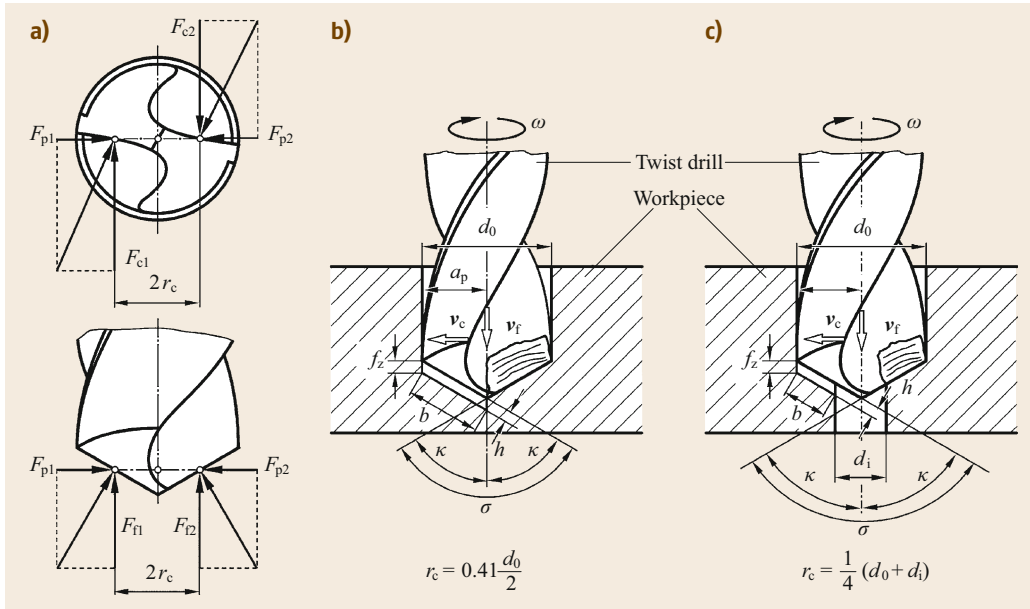 a)
F_c2
F_p1
F_p2
F_c1
2r_c
F_p1
F_p2
F_f1
F_f2
2r_c
b)
ω
Twist drill
Workpiece
d_0
a_p
v_c
v_f
f_z
b
h
κ
κ
σ
r_c = 0.41 d_0/2
c)
ω
d_0
v_c
v_f
f_z
h
b
d_i
κ
κ
σ
r_c = 1/4 (d_0 + d_i)